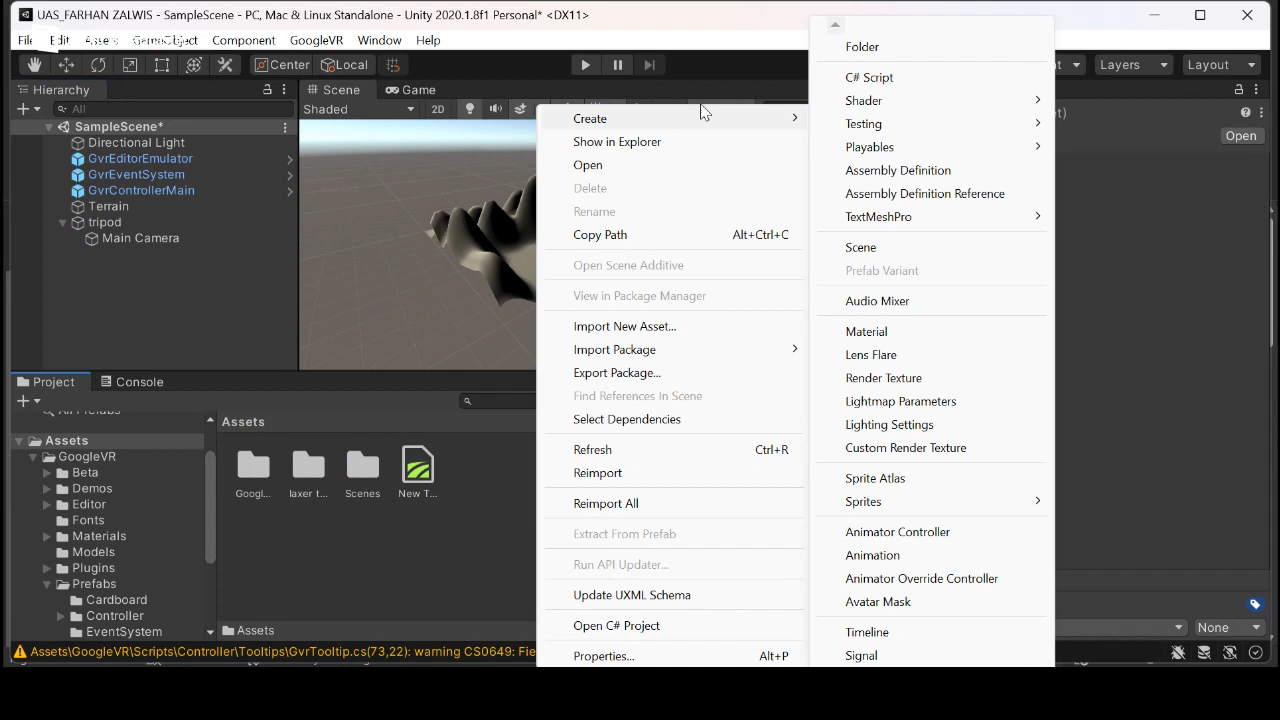 UAS_FARHAN ZALWIS - SampleScene - PC, Mac & Linux Standalone - Unity 2020.1.8f1 Personal* <DX11>
File Edit Assets GameObject Component GoogleVR Window Help
Center Local Layers Layout
Hierarchy
All
SampleScene*
Directional Light
GvrEditorEmulator
GvrEventSystem
GvrControllerMain
Terrain
tripod
Main Camera
Scene Game
Shaded 2D
Create
Show in Explorer
Open
Delete
Rename
Copy Path Alt+Ctrl+C
Open Scene Additive
View in Package Manager
Import New Asset...
Import Package
Export Package...
Find References In Scene
Select Dependencies
Refresh Ctrl+R
Reimport
Reimport All
Extract From Prefab
Run API Updater...
Update UXML Schema
Open C# Project
Properties... Alt+P
Folder
C# Script
Shader
Testing
Playables
Assembly Definition
Assembly Definition Reference
TextMeshPro
Scene
Prefab Variant
Audio Mixer
Material
Lens Flare
Render Texture
Lightmap Parameters
Lighting Settings
Custom Render Texture
Sprite Atlas
Sprites
Animator Controller
Animation
Animator Override Controller
Avatar Mask
Timeline
Signal
Open
None
Project Console
All Prefabs
Assets
GoogleVR
Beta
Demos
Editor
Fonts
Materials
Models
Plugins
Prefabs
Cardboard
Controller
EventSystem
Assets
Googl...
laxer t...
Scenes
New T...
Assets
Assets\GoogleVR\Scripts\Controller\Tooltips\GvrTooltip.cs(73,22): warning CS0649: Fie